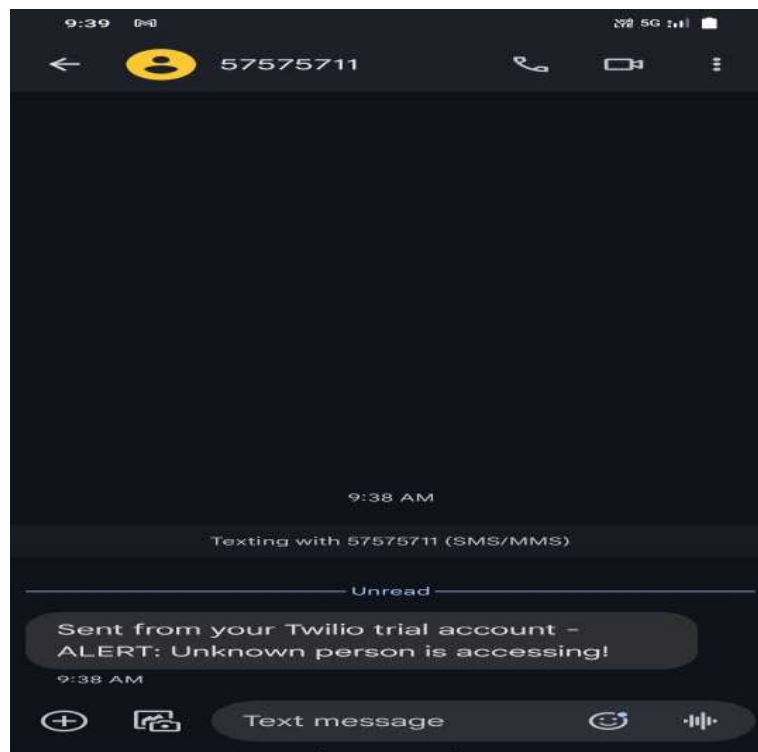 9:39 5G
57575711
9:38 AM
Texting with 57575711 (SMS/MMS)
Unread
Sent from your Twilio trial account -
ALERT: Unknown person is accessing!
9:38 AM
Text message